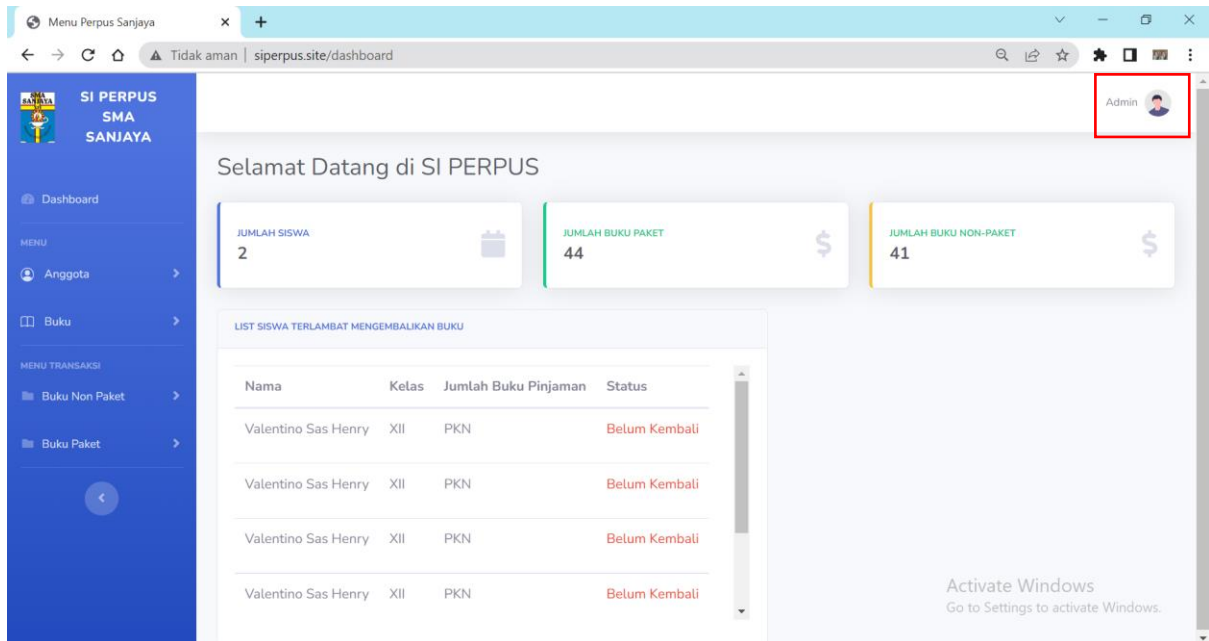 Menu Perpus Sanjaya
Tidak aman | siperpus.site/dashboard
SMA
SANJAYA
SI PERPUS
SMA
SANJAYA
Admin
Selamat Datang di SI PERPUS
Dashboard
MENU
Anggota
Buku
MENU TRANSAKSI
Buku Non Paket
Buku Paket
JUMLAH SISWA
2
JUMLAH BUKU PAKET
44
JUMLAH BUKU NON-PAKET
41
LIST SISWA TERLAMBAT MENGEMBALIKAN BUKU
Nama Kelas Jumlah Buku Pinjaman Status
Valentino Sas Henry XII PKN Belum Kembali
Valentino Sas Henry XII PKN Belum Kembali
Valentino Sas Henry XII PKN Belum Kembali
Valentino Sas Henry XII PKN Belum Kembali
Activate Windows
Go to Settings to activate Windows.